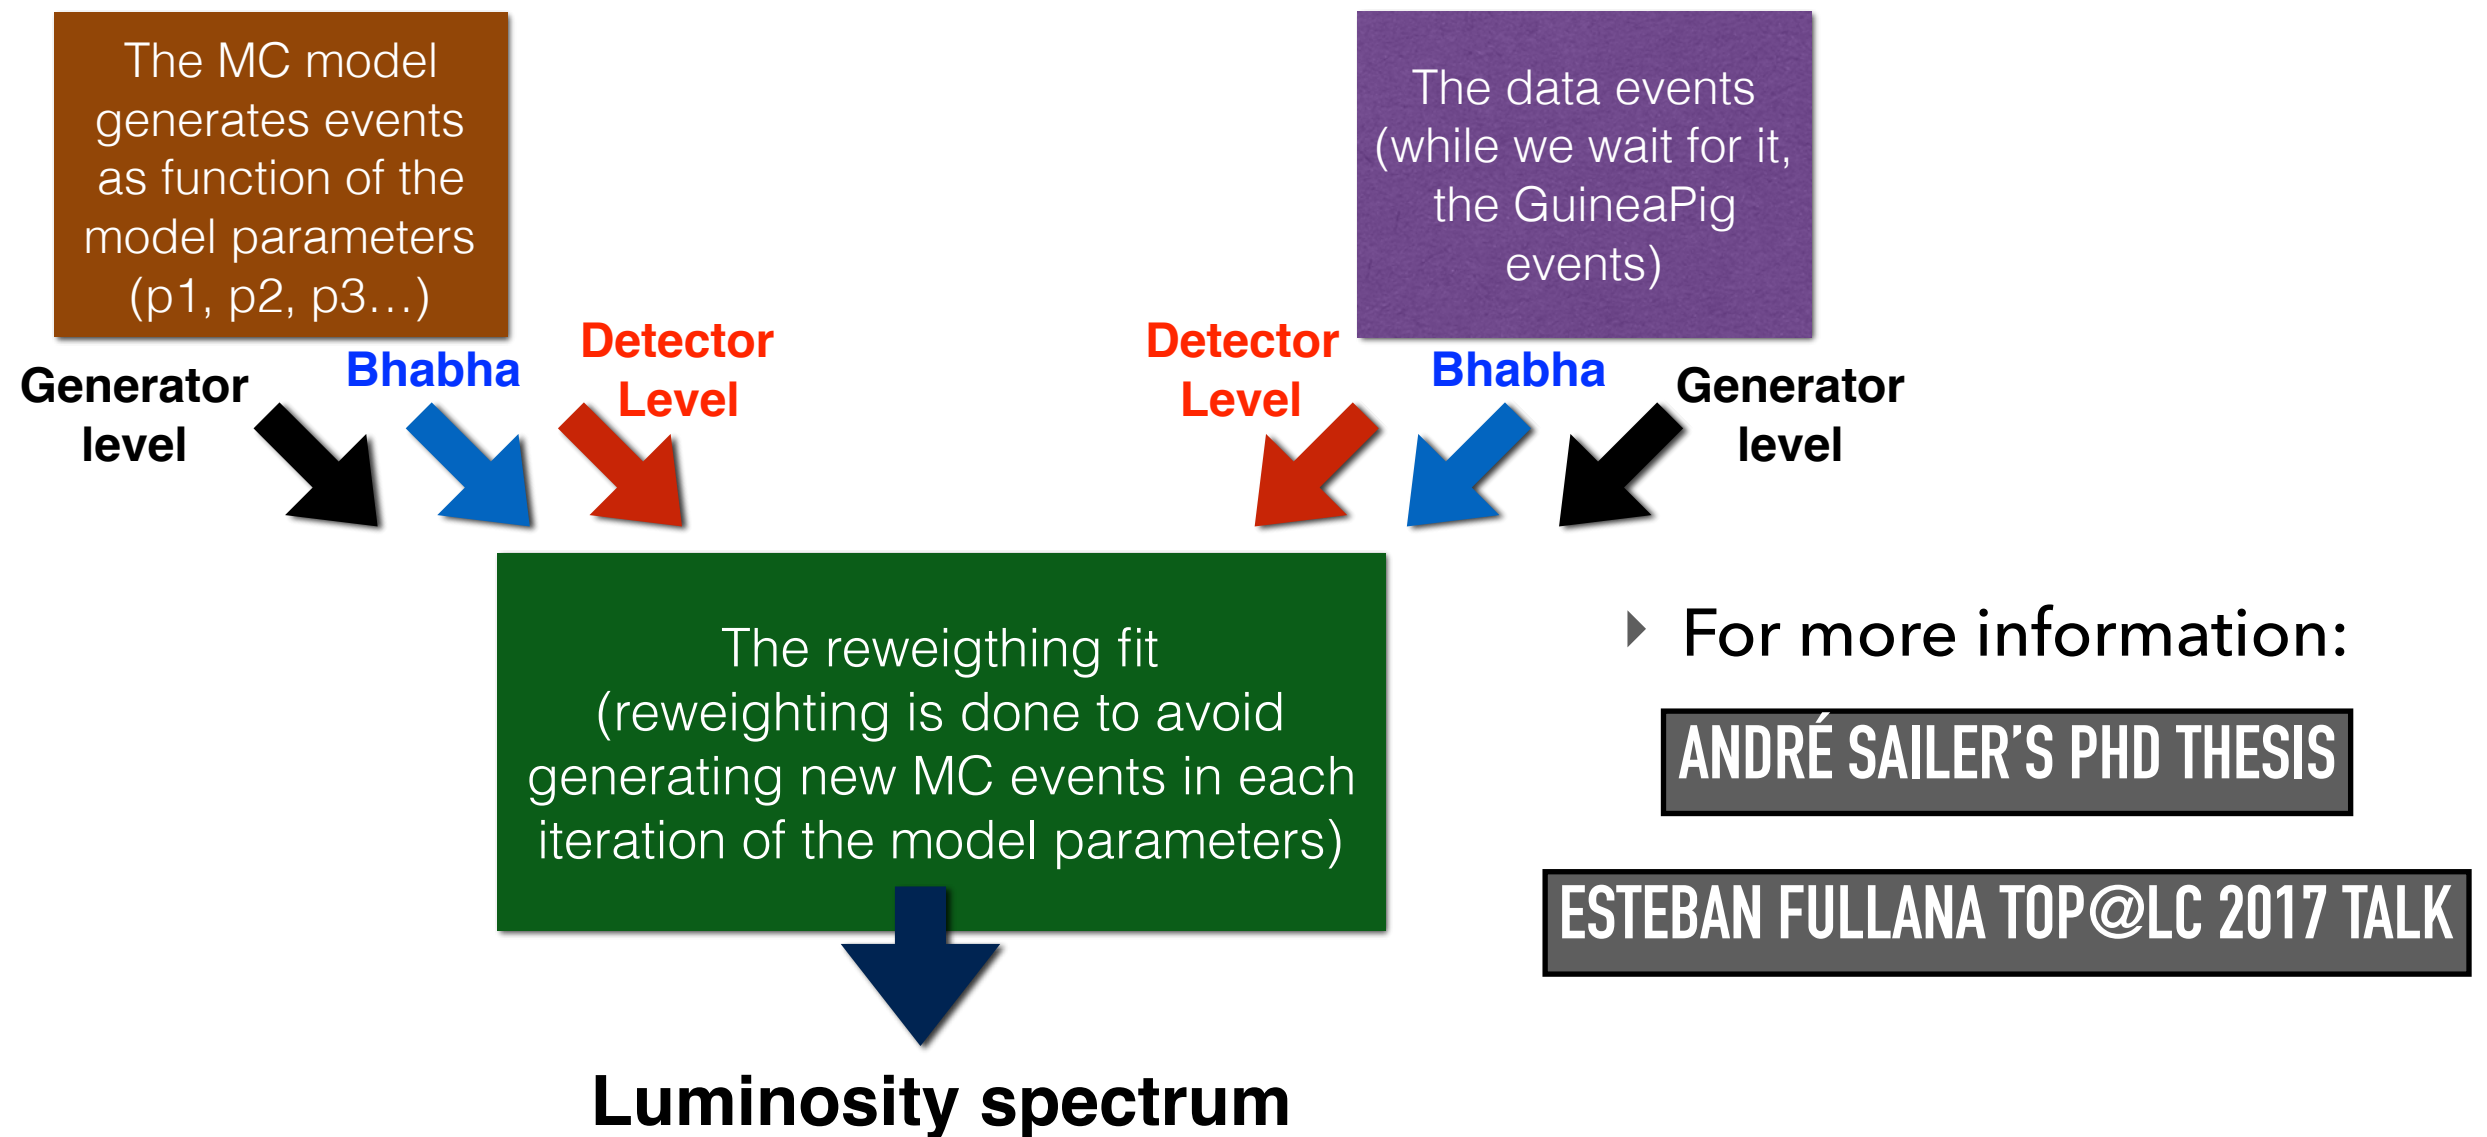 The MC model
generates events
as function of the
model parameters
(p1, p2, p3...)
The data events
(while we wait for it,
the GuineaPig
events)
Generator
level
Bhabha
Detector
Level
Detector
Level
Bhabha
Generator
level
The reweigthing fit
(reweighting is done to avoid
generating new MC events in each
iteration of the model parameters)
For more information:
ANDRÉ SAILER’S PHD THESIS
ESTEBAN FULLANA TOP@LC 2017 TALK
Luminosity spectrum